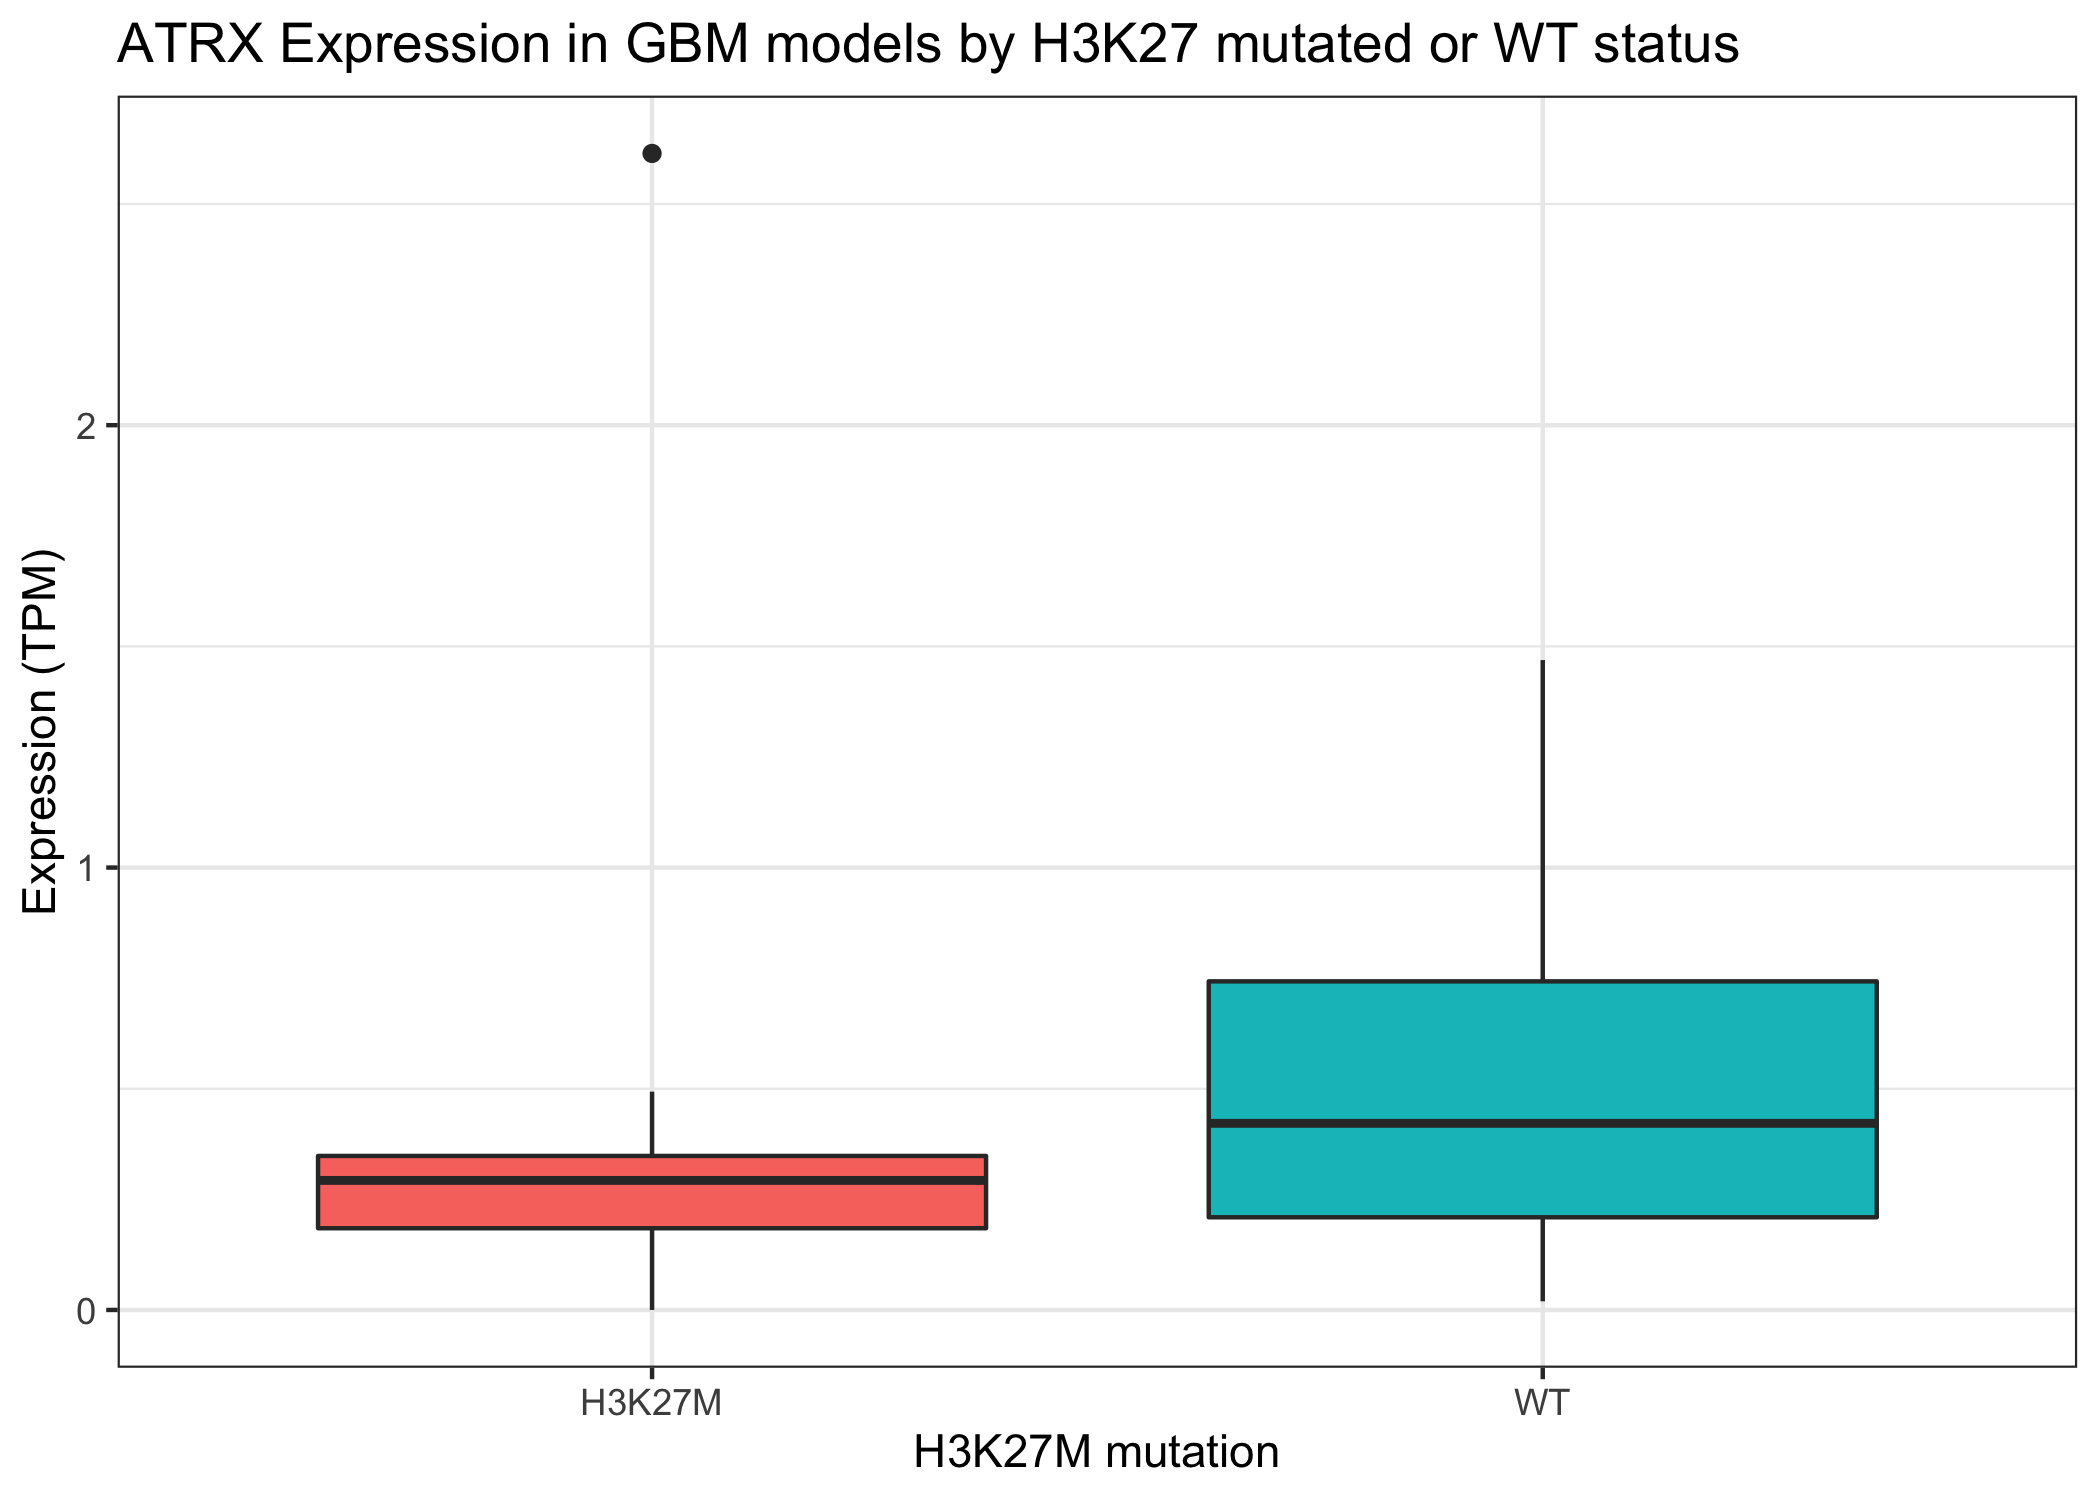 ATRX Expression in GBM models by H3K27 mutated or WT status
Expression (TPM)
2
1
0
H3K27M
WT
H3K27M mutation